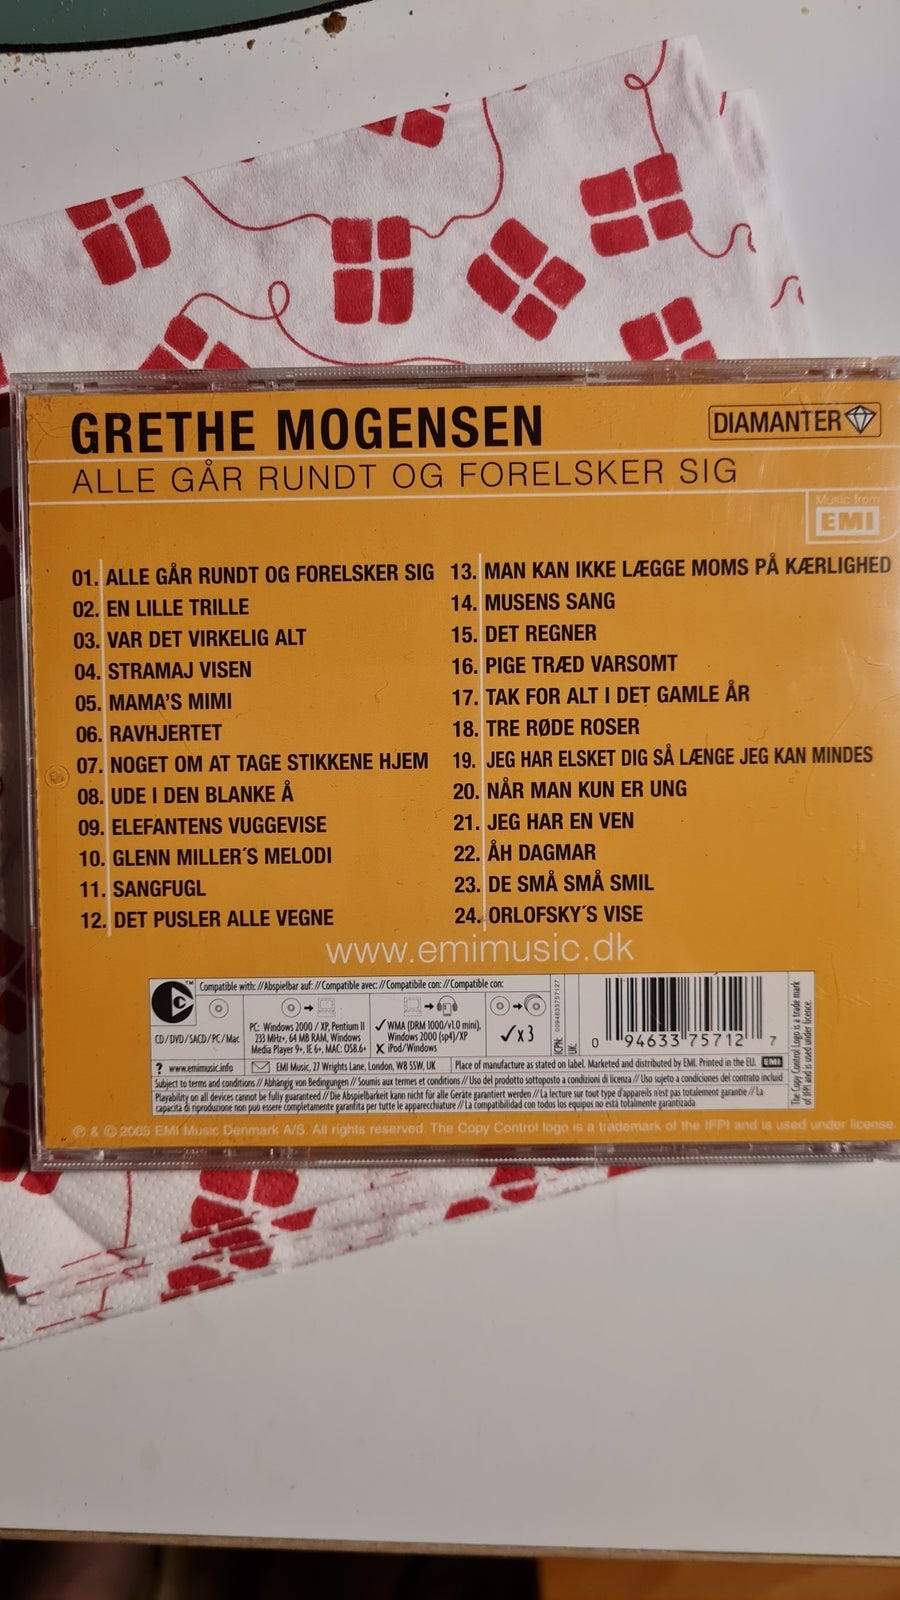 GRETHE MOGENSEN
DIAMANTER
ALLE GÅR RUNDT OG FORELSKER SIG
Music from
EMI
01. ALLE GÅR RUNDT OG FORELSKER SIG
02. EN LILLE TRILLE
03. VAR DET VIRKELIG ALT
04. STRAMAJ VISEN
05. MAMA'S MIMI
06. RAVHJERTET
07. NOGET OM AT TAGE STIKKENE HJEM
08. UDE I DEN BLANKE Å
09. ELEFANTENS VUGGEVISE
10. GLENN MILLER´S MELODI
11. SANGFUGL
12. DET PUSLER ALLE VEGNE
13. MAN KAN IKKE LÆGGE MOMS PÅ KÆRLIGHED
14. MUSENS SANG
15. DET REGNER
16. PIGE TRÆD VARSOMT
17. TAK FOR ALT I DET GAMLE ÅR
18. TRE RØDE ROSER
19. JEG HAR ELSKET DIG SÅ LÆNGE JEG KAN MINDES
20. NÅR MAN KUN ER UNG
21. JEG HAR EN VEN
22. ÅH DAGMAR
23. DE SMÅ SMÅ SMIL
24. ORLOFSKY´S VISE
www.emimusic.dk
Compatible with: // Abspielbar auf: // Compatible avec: // Compatibile con: // Compatible con:
CD/DVD/SACD/PC/Mac
PC: Windows 2000 / XP, Pentium II
233 MHz+, 64 MB RAM, Windows
Media Player 9+, IE 6+, MAC: OS8.6+
✓ WMA (DRM 1000/v1.0 mini),
Windows 2000 (sp4)/XP
X iPod/Windows
✓ x 3
ICPN: 0094633757127
UK:
0 94633 75712 7
The Copy Control Logo is a trade mark
of IFPI and is used under licence.
? www.emimusic.info
EMI Music, 27 Wrights Lane, London, W8 5SW, UK
Place of manufacture as stated on label. Marketed and distributed by EMI. Printed in the EU. EMI
Subject to terms and conditions // Abhängig von Bedingungen // Soumis aux termes et conditions // Uso del prodotto sottoposto a condizioni di licenza // Uso sujeto a condiciones del contrato incluid
Playability on all devices cannot be fully guaranteed // Die Abspielbarkeit kann nicht für alle Geräte garantiert werden // La lecture sur tout type d'appareils n'est pas totalement garantie // La
capacita di riproduzione non può essere completamente garantita per tutte le apparecchiature // La compatibilidad con todos los equipos no está totalmente garantizada
℗ & © 2005 EMI Music Denmark A/S. All rights reserved. The Copy Control logo is a trademark of the IFPI and is used under license.